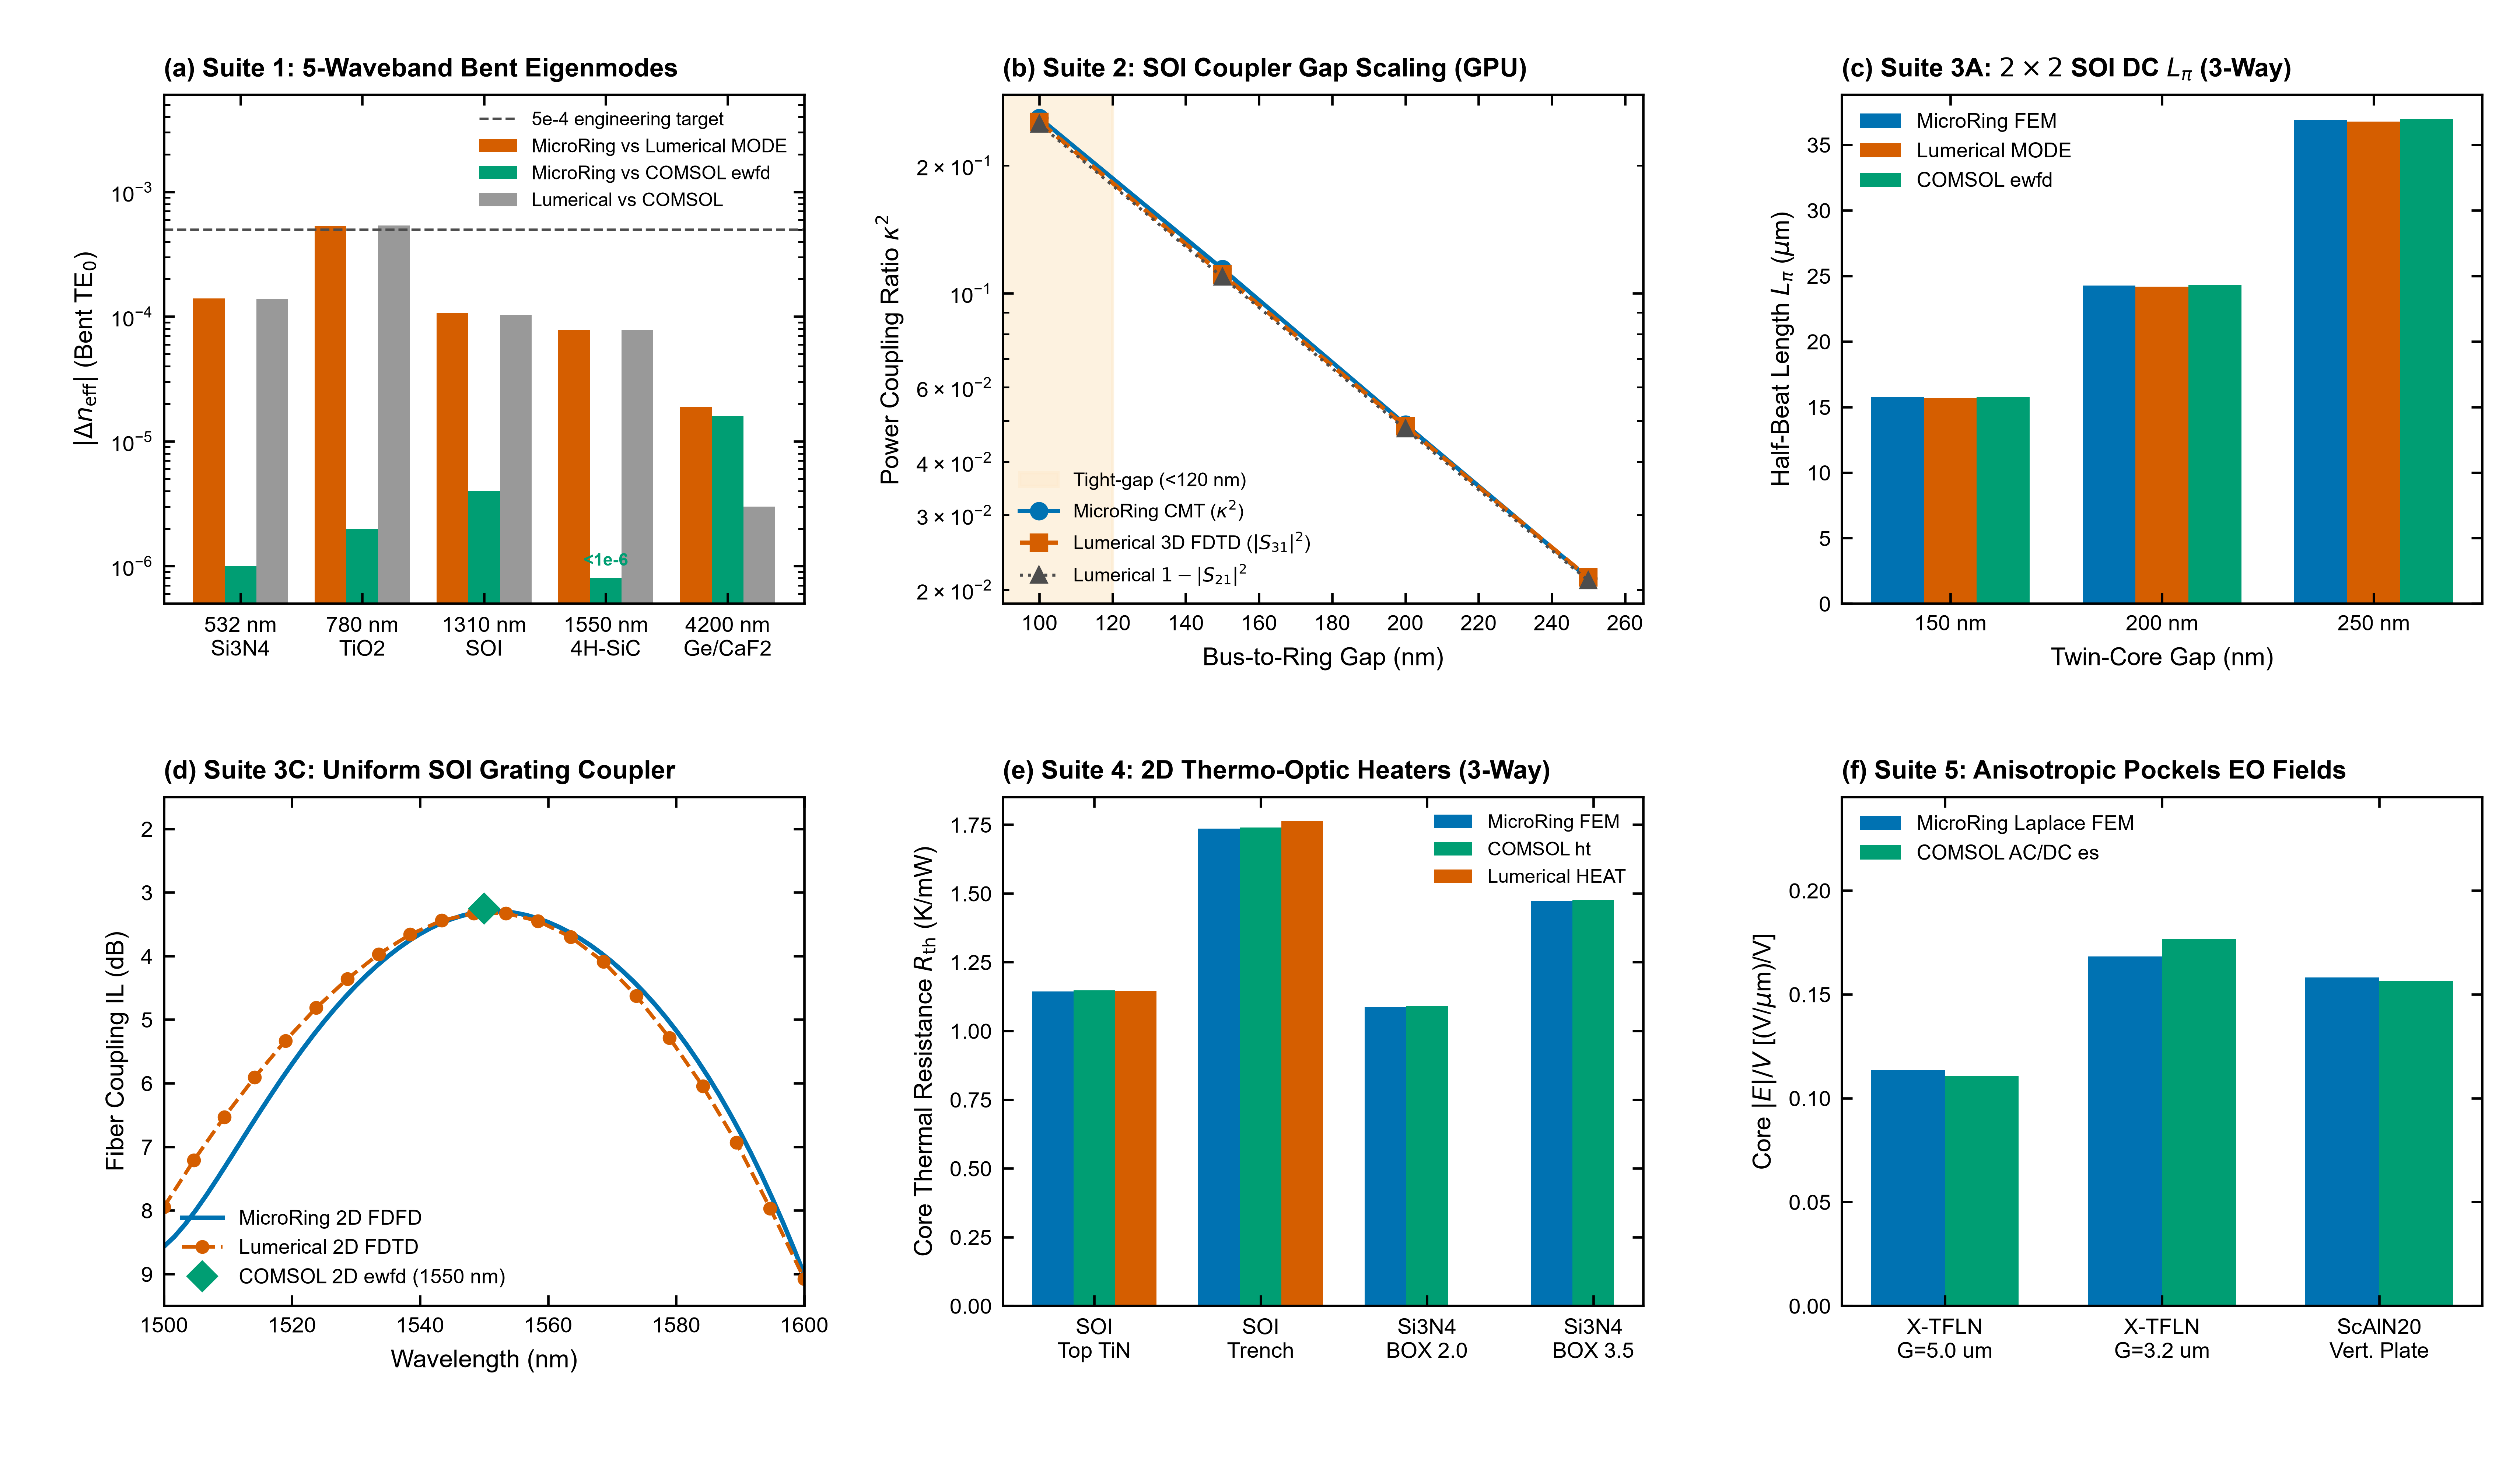 (a) Suite 1: 5-Waveband Bent Eigenmodes
|Δn_eff| (Bent TE₀)
10⁻³
10⁻⁴
10⁻⁵
10⁻⁶
5e-4 engineering target
MicroRing vs Lumerical MODE
MicroRing vs COMSOL ewfd
Lumerical vs COMSOL
<1e-6
532 nm
Si3N4
780 nm
TiO2
1310 nm
SOI
1550 nm
4H-SiC
4200 nm
Ge/CaF2
(b) Suite 2: SOI Coupler Gap Scaling (GPU)
Power Coupling Ratio κ²
2 × 10⁻¹
10⁻¹
6 × 10⁻²
4 × 10⁻²
3 × 10⁻²
2 × 10⁻²
Tight-gap (<120 nm)
MicroRing CMT (κ²)
Lumerical 3D FDTD (|S₃₁|²)
Lumerical 1 − |S₂₁|²
100 120 140 160 180 200 220 240 260
Bus-to-Ring Gap (nm)
(c) Suite 3A: 2 × 2 SOI DC L_π (3-Way)
Half-Beat Length L_π (μm)
35
30
25
20
15
10
5
0
MicroRing FEM
Lumerical MODE
COMSOL ewfd
150 nm 200 nm 250 nm
Twin-Core Gap (nm)
(d) Suite 3C: Uniform SOI Grating Coupler
Fiber Coupling IL (dB)
2
3
4
5
6
7
8
9
MicroRing 2D FDFD
Lumerical 2D FDTD
COMSOL 2D ewfd (1550 nm)
1500 1520 1540 1560 1580 1600
Wavelength (nm)
(e) Suite 4: 2D Thermo-Optic Heaters (3-Way)
Core Thermal Resistance R_th (K/mW)
1.75
1.50
1.25
1.00
0.75
0.50
0.25
0.00
MicroRing FEM
COMSOL ht
Lumerical HEAT
SOI
Top TiN
SOI
Trench
Si3N4
BOX 2.0
Si3N4
BOX 3.5
(f) Suite 5: Anisotropic Pockels EO Fields
Core |E|/V [(V/μm)/V]
0.20
0.15
0.10
0.05
0.00
MicroRing Laplace FEM
COMSOL AC/DC es
X-TFLN
G=5.0 um
X-TFLN
G=3.2 um
ScAlN20
Vert. Plate